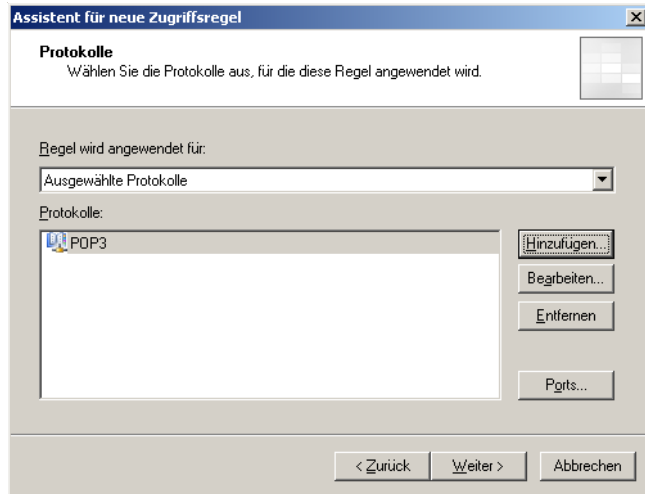 Assistent für neue Zugriffsregel
Protokolle
Wählen Sie die Protokolle aus, für die diese Regel angewendet wird.
Regel wird angewendet für:
Ausgewählte Protokolle
Protokolle:
POP3
Hinzufügen...
Bearbeiten...
Entfernen
Ports...
< Zurück Weiter > Abbrechen